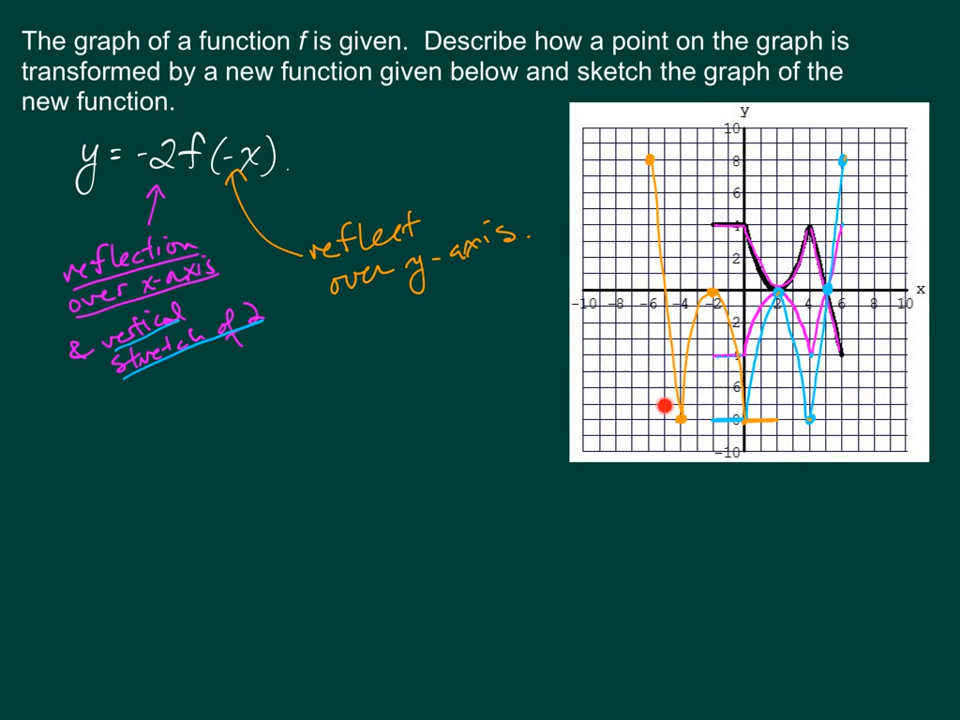 The graph of a function f is given. Describe how a point on the graph is
transformed by a new function given below and sketch the graph of the
new function.
y = -2f(-x).
reflection
over x-axis
& vertical
stretch of 2
reflect
over y-axis.
y
10
8
6
4
2
x
-10 -8 -6 -4 -2 2 4 6 8 10
2
4
6
8
-10